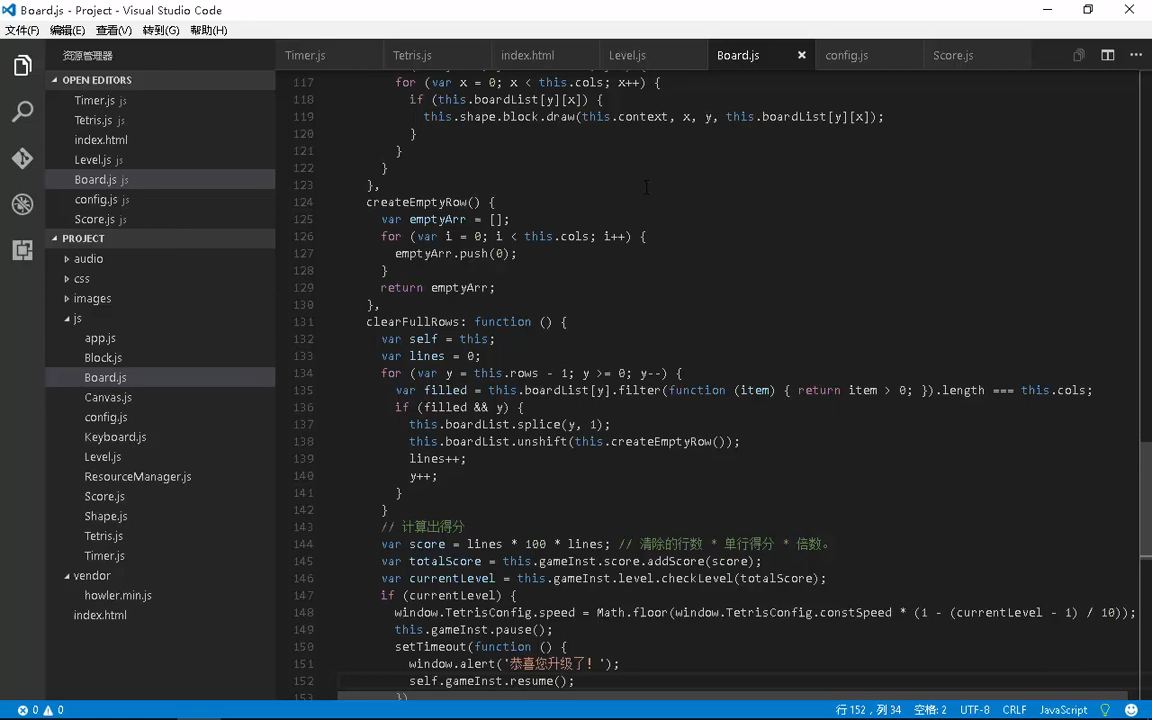 Board.js - Project - Visual Studio Code
文件(F) 编辑(E) 查看(V) 转到(G) 帮助(H)
资源管理器
Timer.js Tetris.js index.html Level.js Board.js config.js Score.js
OPEN EDITORS
Timer.js js
Tetris.js js
index.html
Level.js js
Board.js js
config.js js
Score.js js
PROJECT
audio
css
images
js
app.js
Block.js
Board.js
Canvas.js
config.js
Keyboard.js
Level.js
ResourceManager.js
Score.js
Shape.js
Tetris.js
Timer.js
vendor
howler.min.js
index.html
117 for (var x = 0; x < this.cols; x++) {
118 if (this.boardList[y][x]) {
119 this.shape.block.draw(this.context, x, y, this.boardList[y][x]);
120 }
121 }
122 }
123 },
124 createEmptyRow() {
125 var emptyArr = [];
126 for (var i = 0; i < this.cols; i++) {
127 emptyArr.push(0);
128 }
129 return emptyArr;
130 },
131 clearFullRows: function () {
132 var self = this;
133 var lines = 0;
134 for (var y = this.rows - 1; y >= 0; y--) {
135 var filled = this.boardList[y].filter(function (item) { return item > 0; }).length === this.cols;
136 if (filled && y) {
137 this.boardList.splice(y, 1);
138 this.boardList.unshift(this.createEmptyRow());
139 lines++;
140 y++;
141 }
142 }
143 // 计算出得分
144 var score = lines * 100 * lines; // 清除的行数 * 单行得分 * 倍数。
145 var totalScore = this.gameInst.score.addScore(score);
146 var currentLevel = this.gameInst.level.checkLevel(totalScore);
147 if (currentLevel) {
148 window.TetrisConfig.speed = Math.floor(window.TetrisConfig.constSpeed * (1 - (currentLevel - 1) / 10));
149 this.gameInst.pause();
150 setTimeout(function () {
151 window.alert('恭喜您升级了! ');
152 self.gameInst.resume();
153 })
0 0 行 152，列 34 空格: 2 UTF-8 CRLF JavaScript